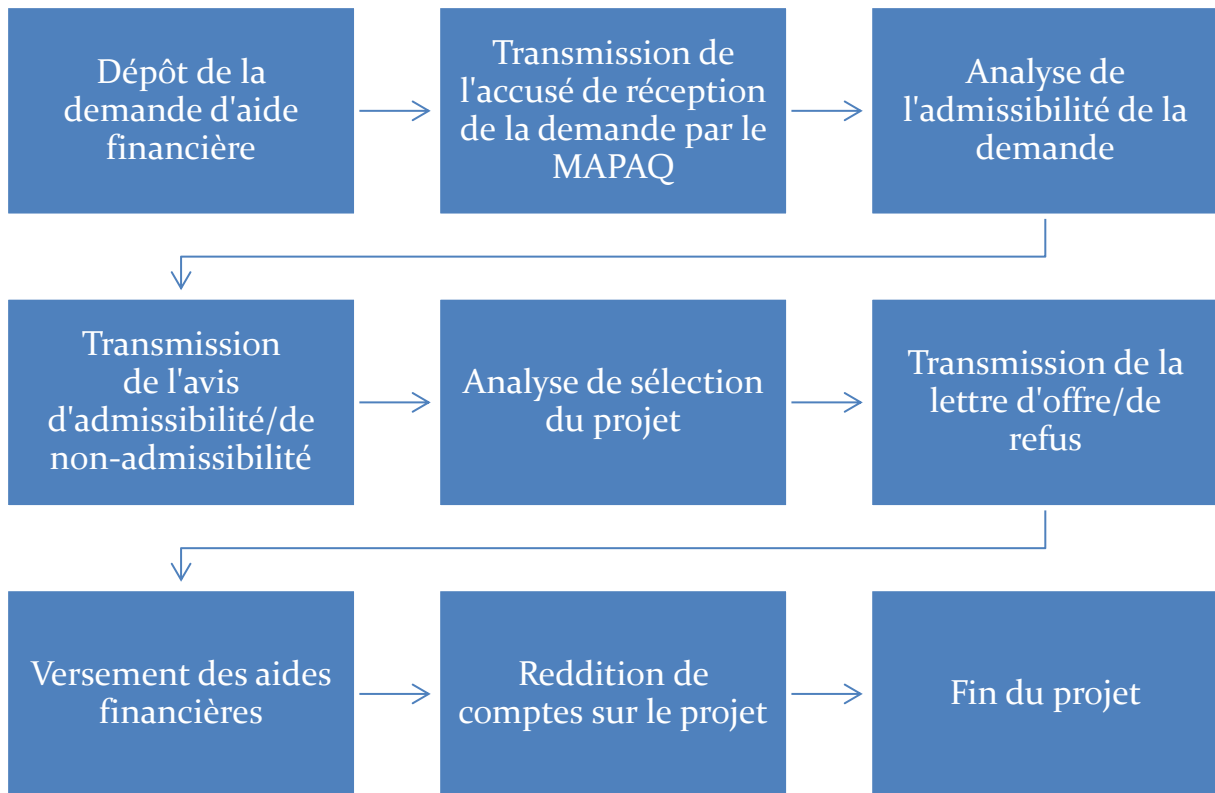 Dépôt de la
demande d'aide
financière
Transmission de
l'accusé de réception
de la demande par le
MAPAQ
Analyse de
l'admissibilité de la
demande
Transmission
de l'avis
d'admissibilité/de
non-admissibilité
Analyse de sélection
du projet
Transmission de la
lettre d'offre/de
refus
Versement des aides
financières
Reddition de
comptes sur le projet
Fin du projet